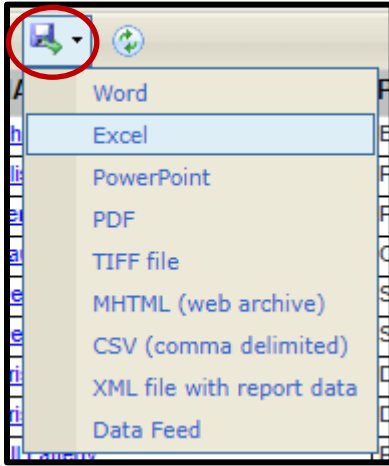 Word
Excel
PowerPoint
PDF
TIFF file
MHTML (web archive)
CSV (comma delimited)
XML file with report data
Data Feed